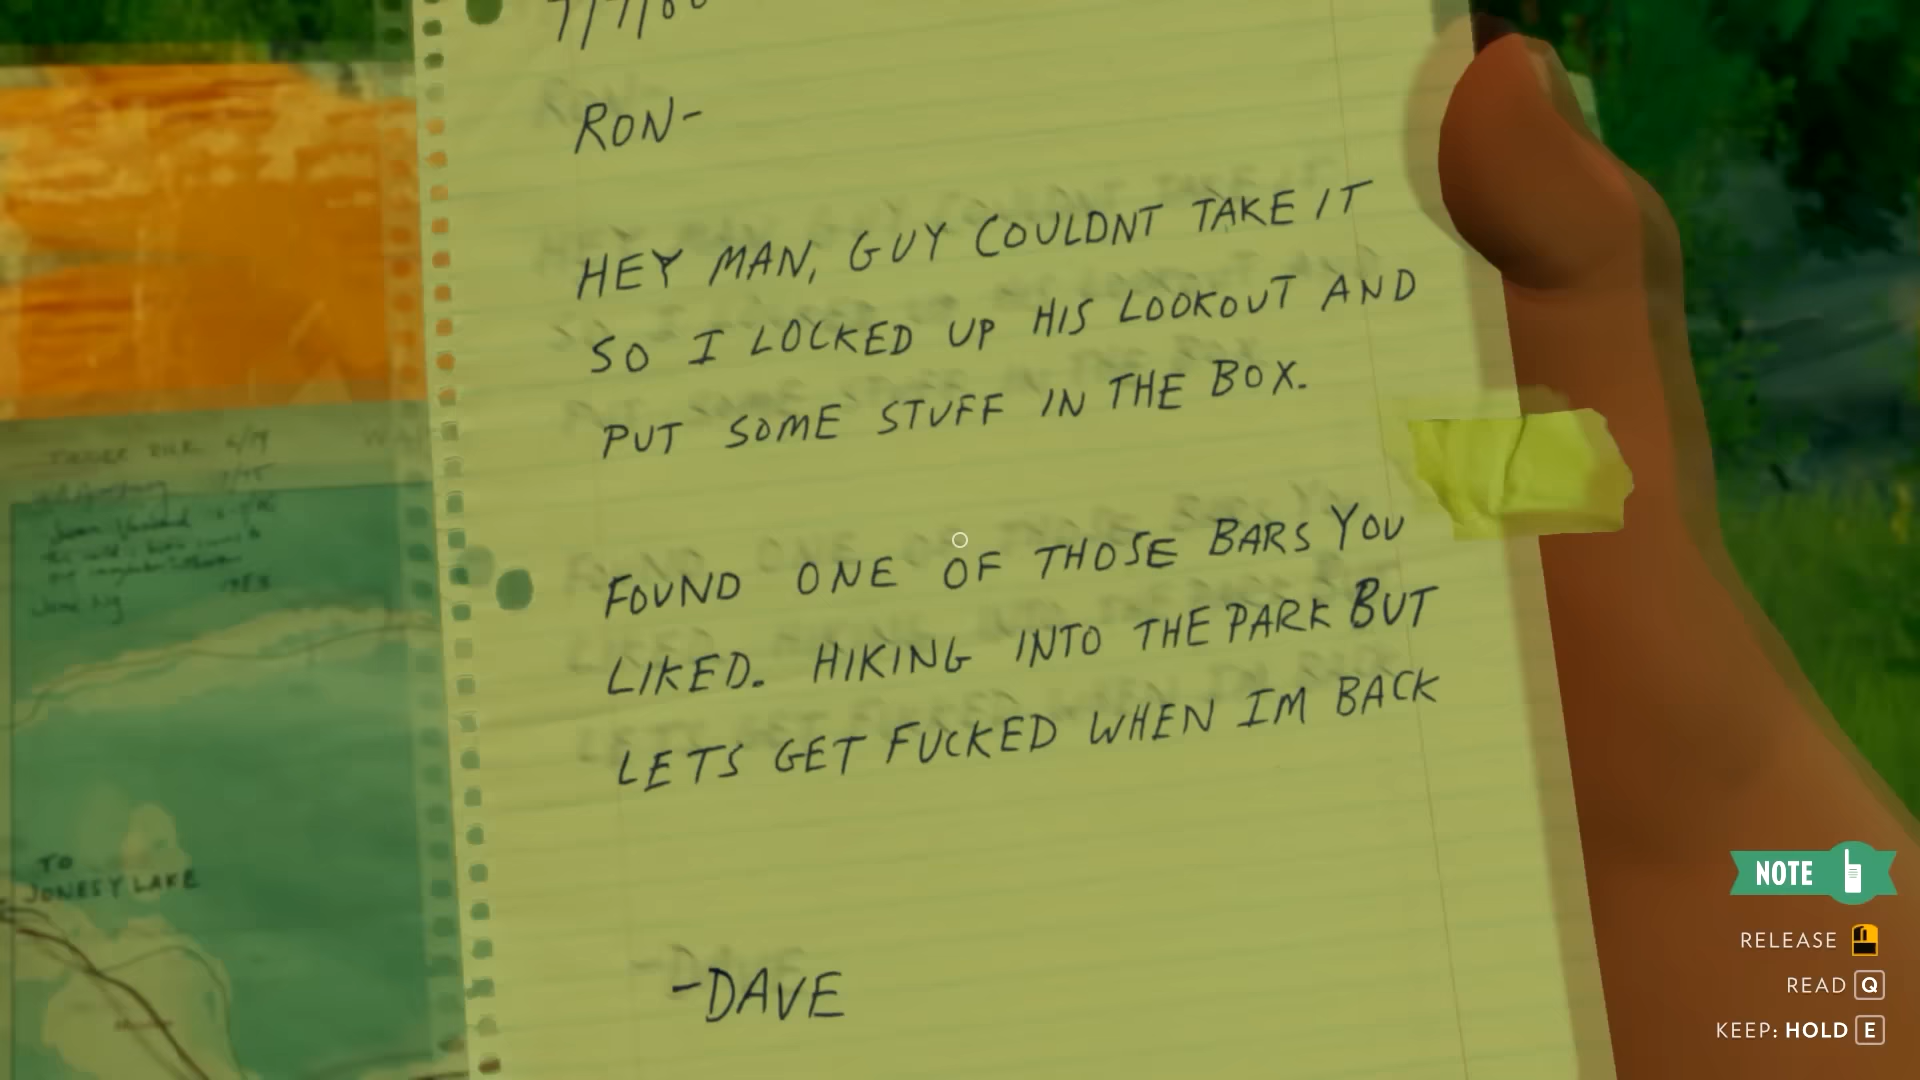 RON-
HEY MAN, GUY COULDNT TAKE IT
SO I LOCKED UP HIS LOOKOUT AND
PUT SOME STUFF IN THE BOX.
FOUND ONE OF THOSE BARS YOU
LIKED. HIKING INTO THE PARK BUT
LETS GET FUCKED WHEN IM BACK
-DAVE
TO
JONESY LAKE
NOTE
RELEASE
READ Q
KEEP: HOLD E